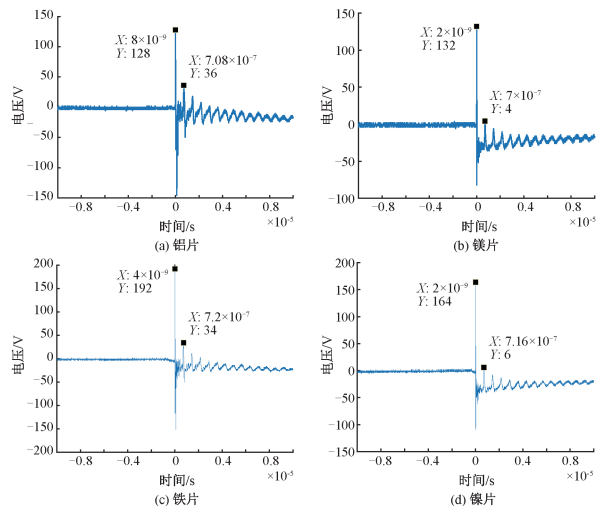 150
100
50
0
−50
−100
−150
电压/V
X: 8×10⁻⁹
Y: 128
X: 7.08×10⁻⁷
Y: 36
−0.8
−0.4
0
0.4
0.8
×10⁻⁵
时间/s
(a) 铝片
150
100
50
0
−50
−100
电压/V
X: 2×10⁻⁹
Y: 132
X: 7×10⁻⁷
Y: 4
−0.8
−0.4
0
0.4
0.8
×10⁻⁵
时间/s
(b) 镁片
200
150
100
50
0
−50
−100
−150
−200
电压/V
X: 4×10⁻⁹
Y: 192
X: 7.2×10⁻⁷
Y: 34
−0.8
−0.4
0
0.4
0.8
×10⁻⁵
时间/s
(c) 铁片
200
150
100
50
0
−50
−100
−150
电压/V
X: 2×10⁻⁹
Y: 164
X: 7.16×10⁻⁷
Y: 6
−0.8
−0.4
0
0.4
0.8
×10⁻⁵
时间/s
(d) 镍片